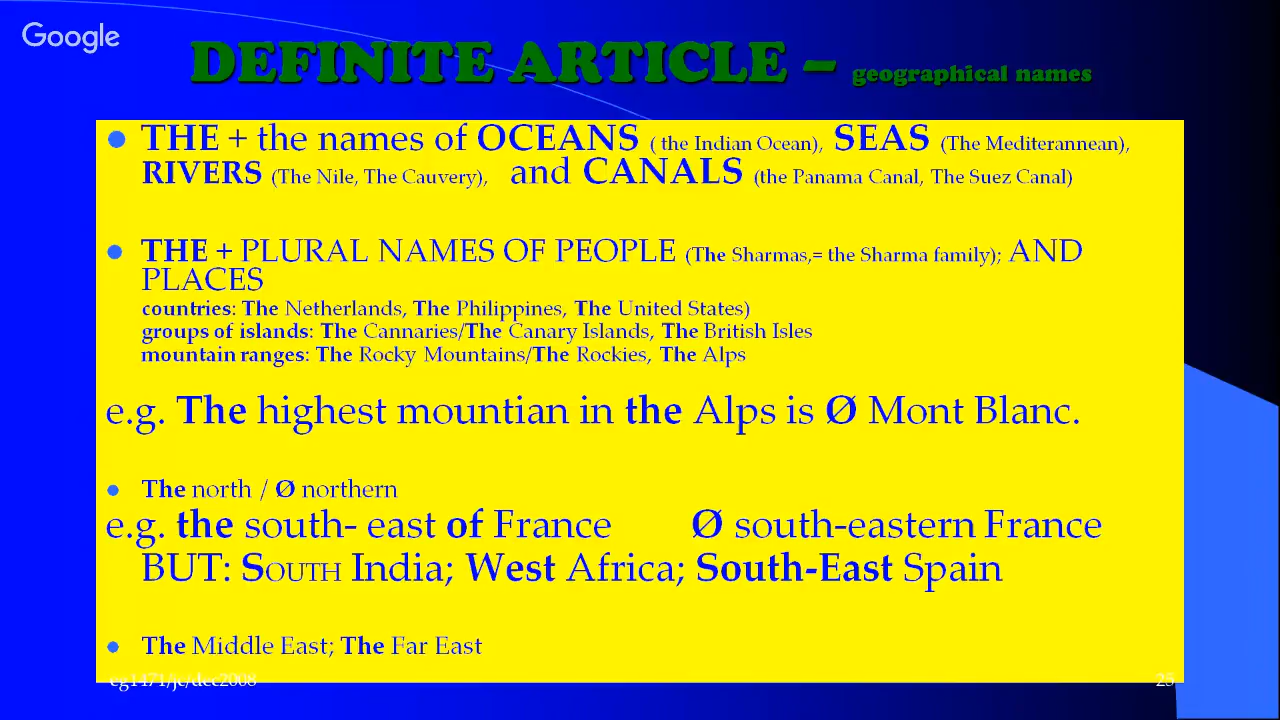 Google
DEFINITE ARTICLE – geographical names
THE + the names of OCEANS ( the Indian Ocean), SEAS (The Mediterannean),
RIVERS (The Nile, The Cauvery), and CANALS (the Panama Canal, The Suez Canal)
THE + PLURAL NAMES OF PEOPLE (The Sharmas,= the Sharma family); AND
PLACES
countries: The Netherlands, The Philippines, The United States)
groups of islands: The Cannaries/The Canary Islands, The British Isles
mountain ranges: The Rocky Mountains/The Rockies, The Alps
e.g. The highest mountian in the Alps is Ø Mont Blanc.
The north / Ø northern
e.g. the south- east of France Ø south-eastern France
BUT: SOUTH India; West Africa; South-East Spain
The Middle East; The Far East
eg1471/jc/dec2008 25